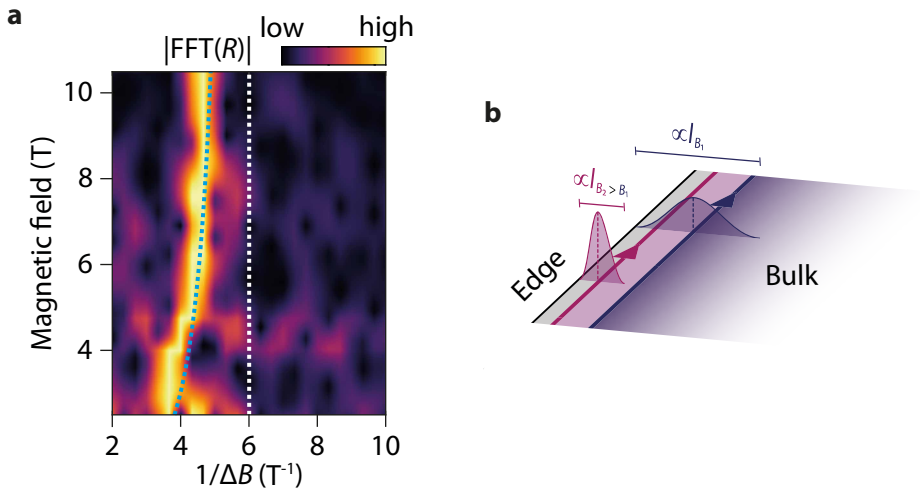 a
|FFT(R)|
low high
Magnetic field (T)
10
8
6
4
2 4 6 8 10
1/ΔB (T⁻¹)
b
∝l_B₁
∝l_B₂ > B₁
Edge
Bulk